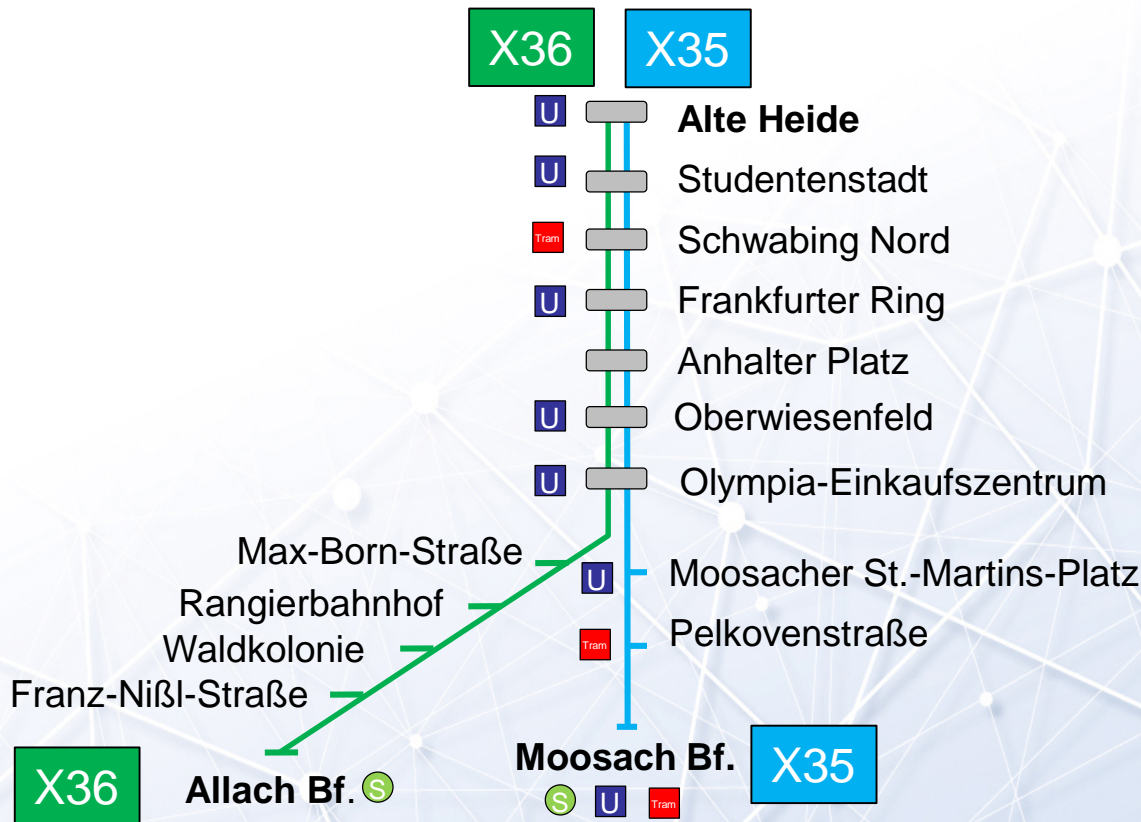 X36 X35
U Alte Heide
U Studentenstadt
Tram Schwabing Nord
U Frankfurter Ring
Anhalter Platz
U Oberwiesenfeld
U Olympia-Einkaufszentrum
Max-Born-Straße
U Moosacher St.-Martins-Platz
Rangierbahnhof
Tram Pelkovenstraße
Waldkolonie
Franz-Nißl-Straße
X36 Allach Bf. S
Moosach Bf. X35
S U Tram